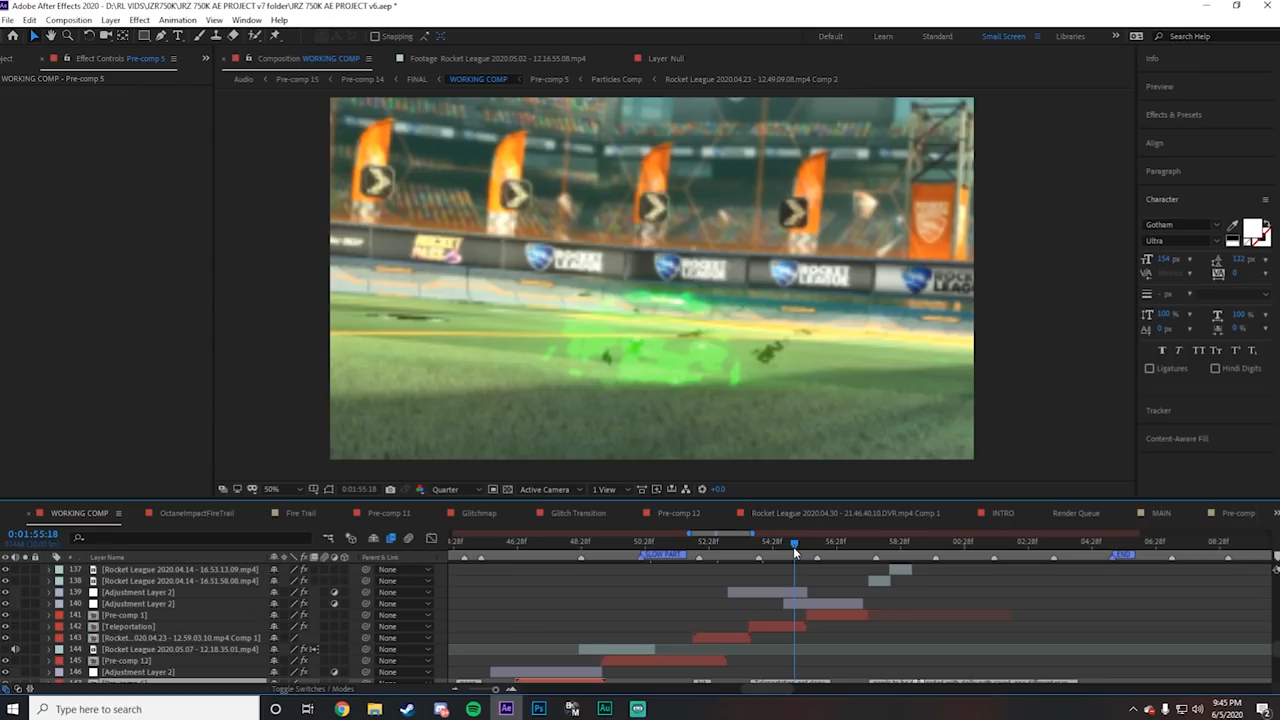 Adobe After Effects 2020 - D:\RL VIDS\JZR750K\JRZ 750K AE PROJECT v7 folder\JRZ 750K AE PROJECT v6.aep *
File Edit Composition Layer Effect Animation View Window Help
Snapping
Default Learn Standard Small Screen Libraries Search Help
ject Effect Controls Pre-comp 5
Composition WORKING COMP
Footage Rocket League 2020.05.02 - 12.16.55.08.mp4
Layer Null
WORKING COMP • Pre-comp 5
Audio Pre-comp 15 Pre-comp 14 FINAL WORKING COMP Pre-comp 5 Particles Comp Rocket League 2020.04.23 - 12.49.09.08.mp4 Comp 2
Info
Preview
Effects & Presets
Align
Paragraph
Character
Gotham
Ultra
154 px 122 px
0
- px
100 % 100 %
0 px 0 %
Ligatures Hindi Digits
Tracker
Content-Aware Fill
ROCKET LEAGUE
ROCKET LEAGUE
ROCKET LEAGUE
50% 0:01:55:18 Quarter Active Camera 1 View +0.0
WORKING COMP OctaneImpactFireTrail Fire Trail Pre-comp 11 Glitchmap Glitch Transition Pre-comp 12 Rocket League 2020.04.30 - 21.46.40.10.DVR.mp4 Comp 1 INTRO Render Queue MAIN Pre-comp
0:01:55:18
46:28f 48:28f 50:28f 52:28f 54:28f 56:28f 58:28f 00:28f 02:28f 04:28f 06:28f 08:28f
Layer Name Parent & Link
SLOW PART END
137 [Rocket League 2020.04.14 - 16.53.13.09.mp4] None
138 [Rocket League 2020.04.14 - 16.51.58.08.mp4] None
139 [Adjustment Layer 2] None
140 [Adjustment Layer 2] None
141 [Pre-comp 1] None
142 [Teleportation] None
143 [Rocket...020.04.23 - 12.59.03.10.mp4 Comp 1] None
144 [Rocket League 2020.05.07 - 12.18.35.01.mp4] None
145 [Pre-comp 12] None
146 [Adjustment Layer 2] None
Toggle Switches / Modes
Type here to search
9:45 PM
6/5/2020